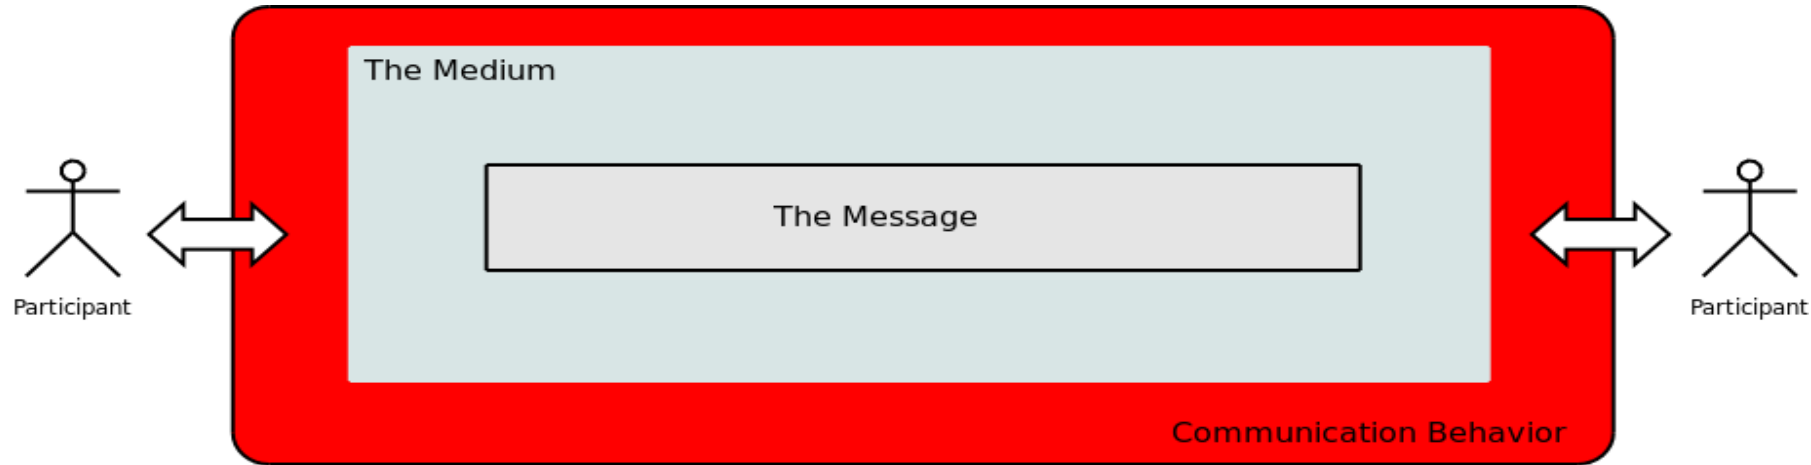 The Medium
The Message
Participant
Participant
Communication Behavior